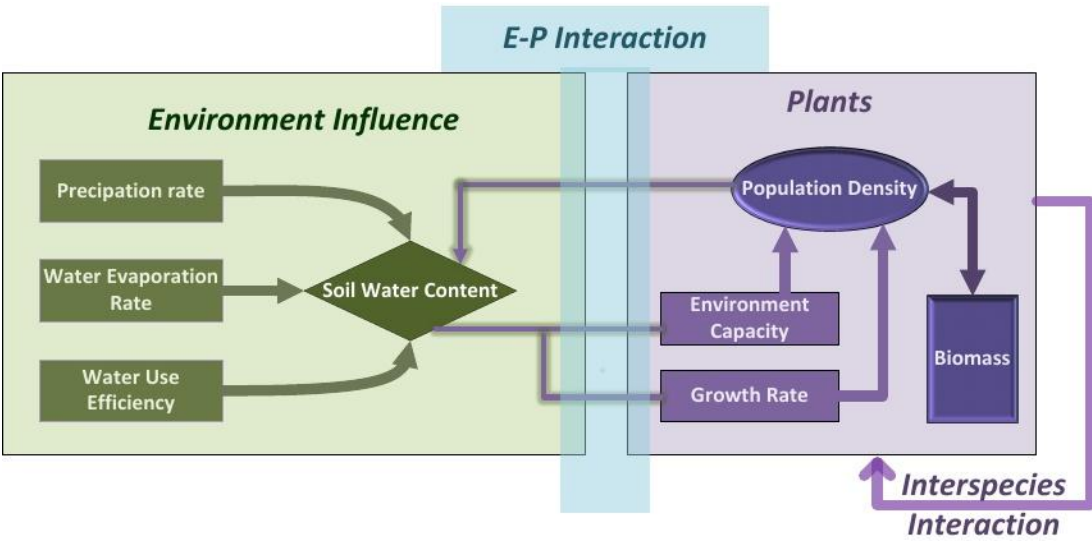 E-P Interaction
Environment Influence
Plants
Precipation rate
Population Density
Water Evaporation
Rate
Soil Water Content
Environment
Capacity
Biomass
Water Use
Efficiency
Growth Rate
Interspecies
Interaction